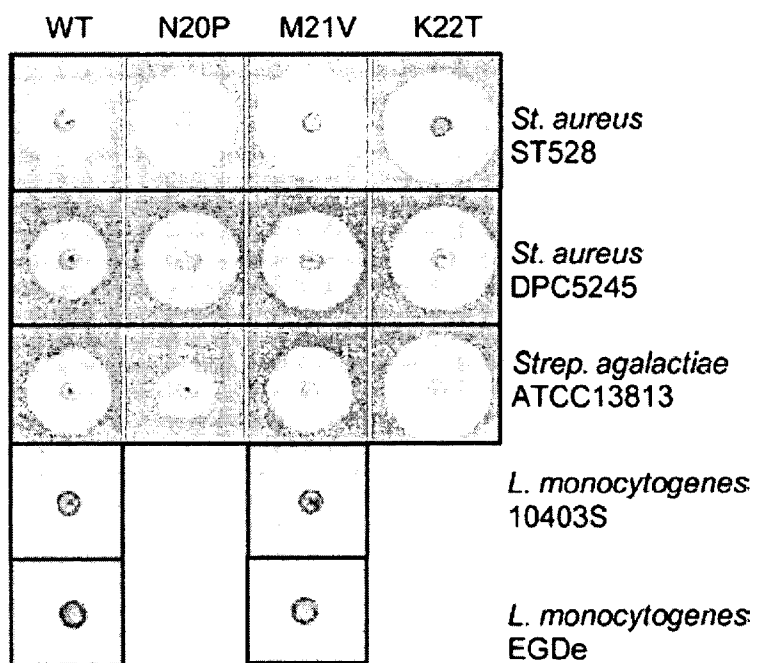 WT N20P M21V K22T
St. aureus
ST528
St. aureus
DPC5245
Strep. agalactiae
ATCC13813
L. monocytogenes
10403S
L. monocytogenes
EGDe